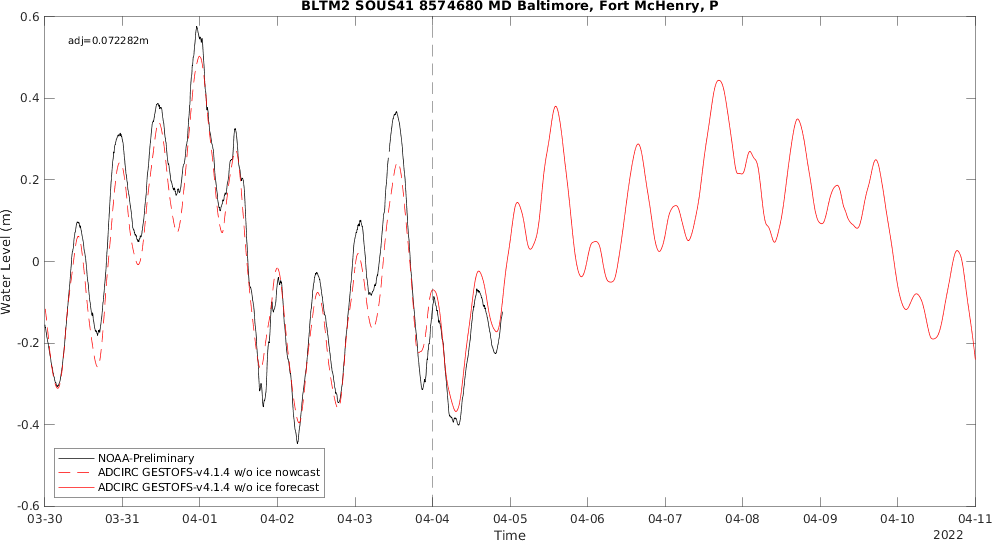 BLTM2 SOUS41 8574680 MD Baltimore, Fort McHenry, P
adj=0.072282m
0.6
0.4
0.2
0
-0.2
-0.4
-0.6
Water Level (m)
NOAA-Preliminary
ADCIRC GESTOFS-v4.1.4 w/o ice nowcast
ADCIRC GESTOFS-v4.1.4 w/o ice forecast
03-30 03-31 04-01 04-02 04-03 04-04 04-05 04-06 04-07 04-08 04-09 04-10 04-11
Time
2022